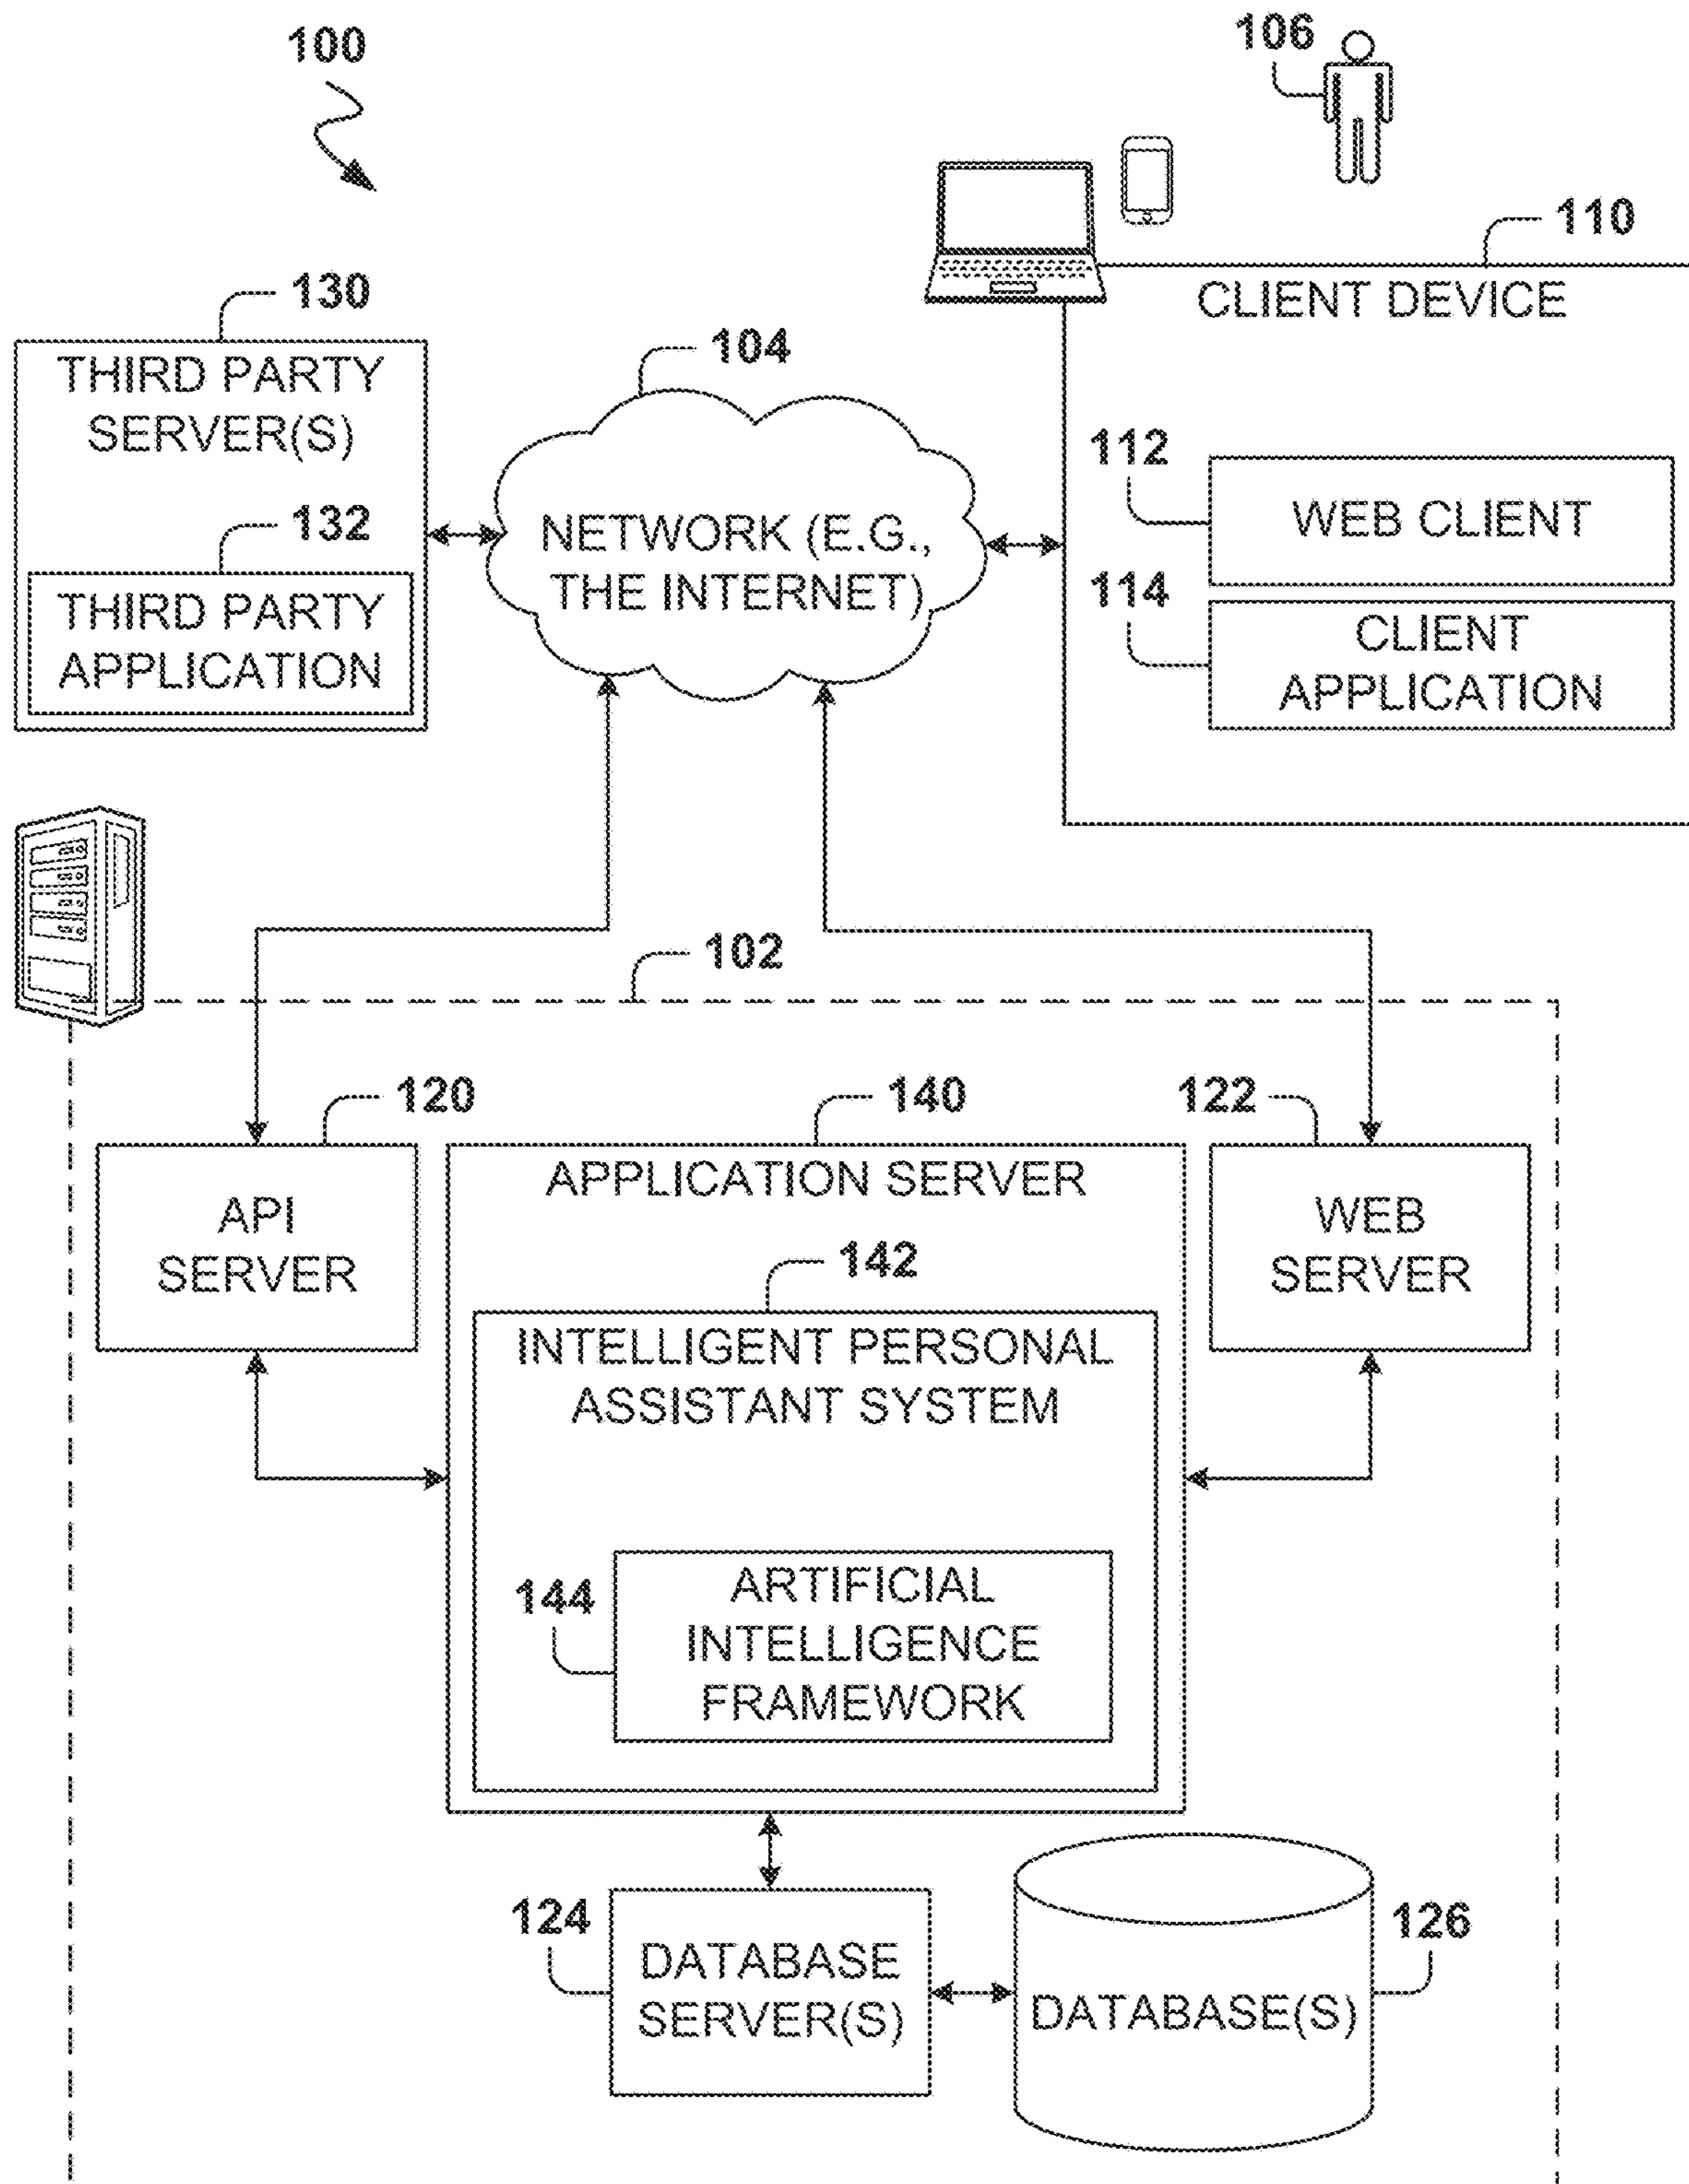 100
106
110
CLIENT DEVICE
130
THIRD PARTY
SERVER(S)
132
THIRD PARTY
APPLICATION
104
NETWORK (E.G.,
THE INTERNET)
112
WEB CLIENT
114
CLIENT
APPLICATION
102
120
API
SERVER
140
APPLICATION SERVER
122
WEB
SERVER
142
INTELLIGENT PERSONAL
ASSISTANT SYSTEM
144
ARTIFICIAL
INTELLIGENCE
FRAMEWORK
124
DATABASE
SERVER(S)
126
DATABASE(S)